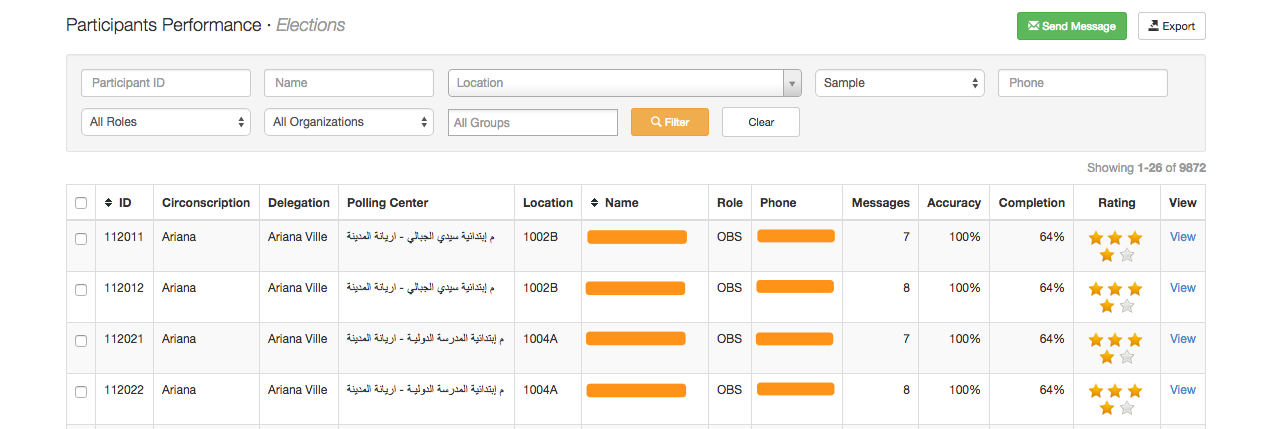 Participants Performance · Elections
Send Message Export
Participant ID Name Location Sample Phone
All Roles All Organizations All Groups Filter Clear
Showing 1-26 of 9872
ID Circonscription Delegation Polling Center Location Name Role Phone Messages Accuracy Completion Rating View
112011 Ariana Ariana Ville م إبتدائية سيدي الجبالي - اريانة المدينة 1002B OBS 7 100% 64% View
112012 Ariana Ariana Ville م إبتدائية سيدي الجبالي - اريانة المدينة 1002B OBS 8 100% 64% View
112021 Ariana Ariana Ville م إبتدائية المدرسة الدولية - اريانة المدينة 1004A OBS 7 100% 64% View
112022 Ariana Ariana Ville م إبتدائية المدرسة الدولية - اريانة المدينة 1004A OBS 8 100% 64% View